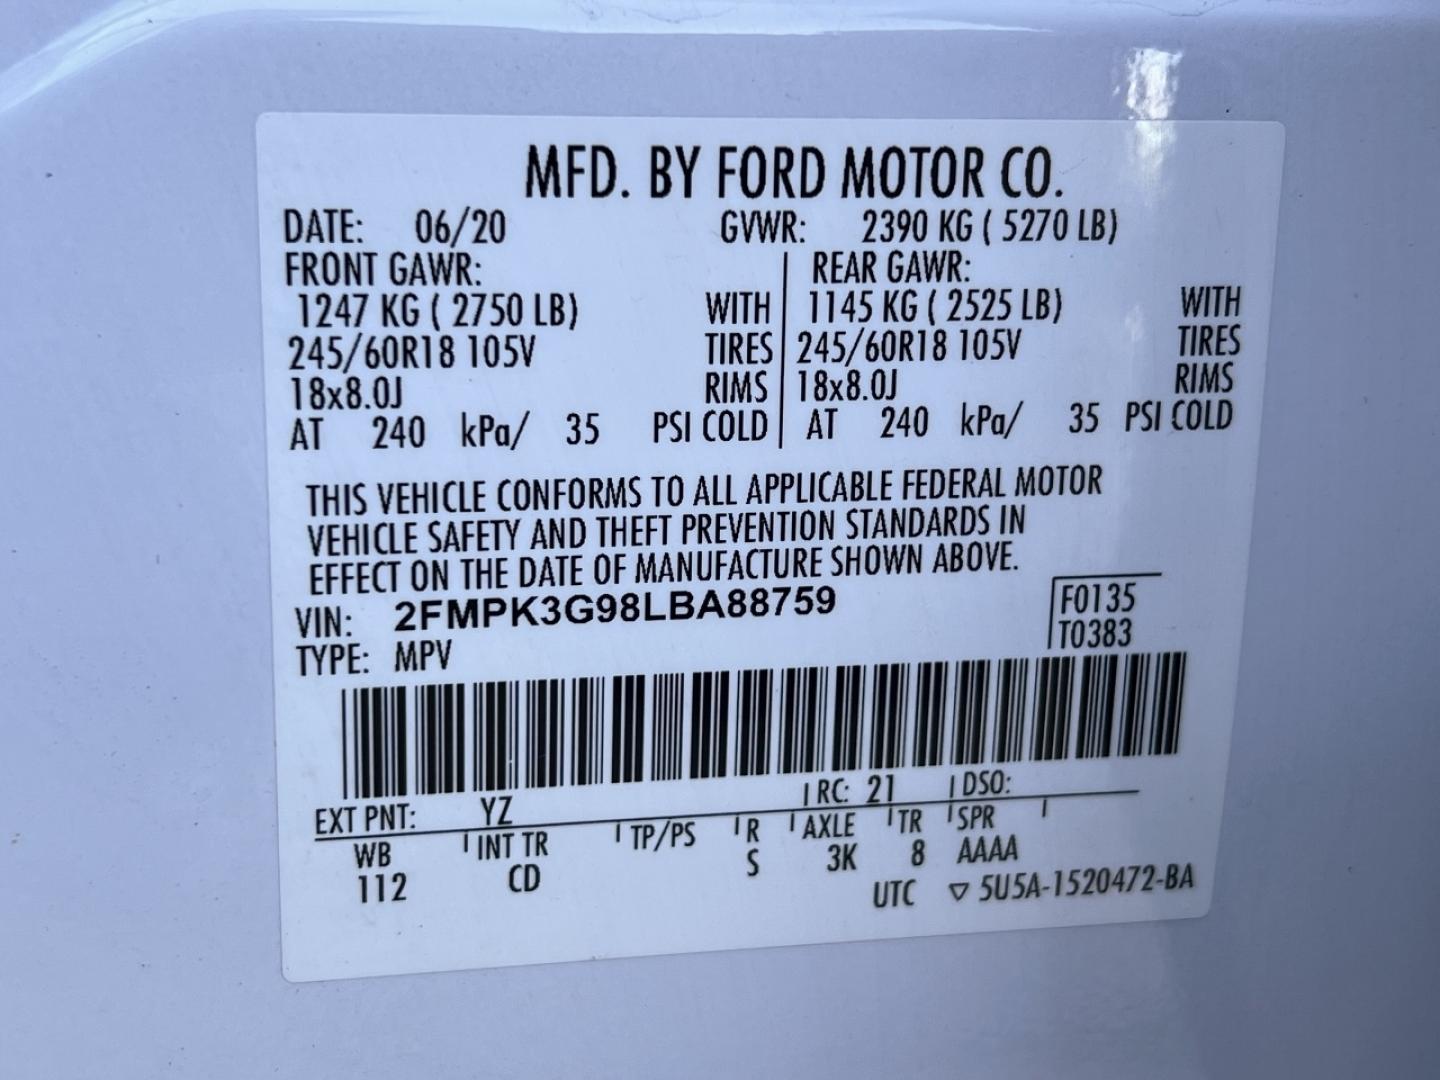 MFD. BY FORD MOTOR CO.
DATE: 06/20 GVWR: 2390 KG ( 5270 LB)
FRONT GAWR: REAR GAWR:
1247 KG ( 2750 LB) WITH 1145 KG ( 2525 LB) WITH
245/60R18 105V TIRES 245/60R18 105V TIRES
18x8.0J RIMS 18x8.0J RIMS
AT 240 kPa/ 35 PSI COLD AT 240 kPa/ 35 PSI COLD
THIS VEHICLE CONFORMS TO ALL APPLICABLE FEDERAL MOTOR
VEHICLE SAFETY AND THEFT PREVENTION STANDARDS IN
EFFECT ON THE DATE OF MANUFACTURE SHOWN ABOVE.
VIN: 2FMPK3G98LBA88759 F0135
TYPE: MPV T0383
EXT PNT: YZ RC: 21 DSO:
WB INT TR TP/PS R AXLE TR SPR
112 CD S 3K 8 AAAA
UTC ▽ 5U5A-1520472-BA